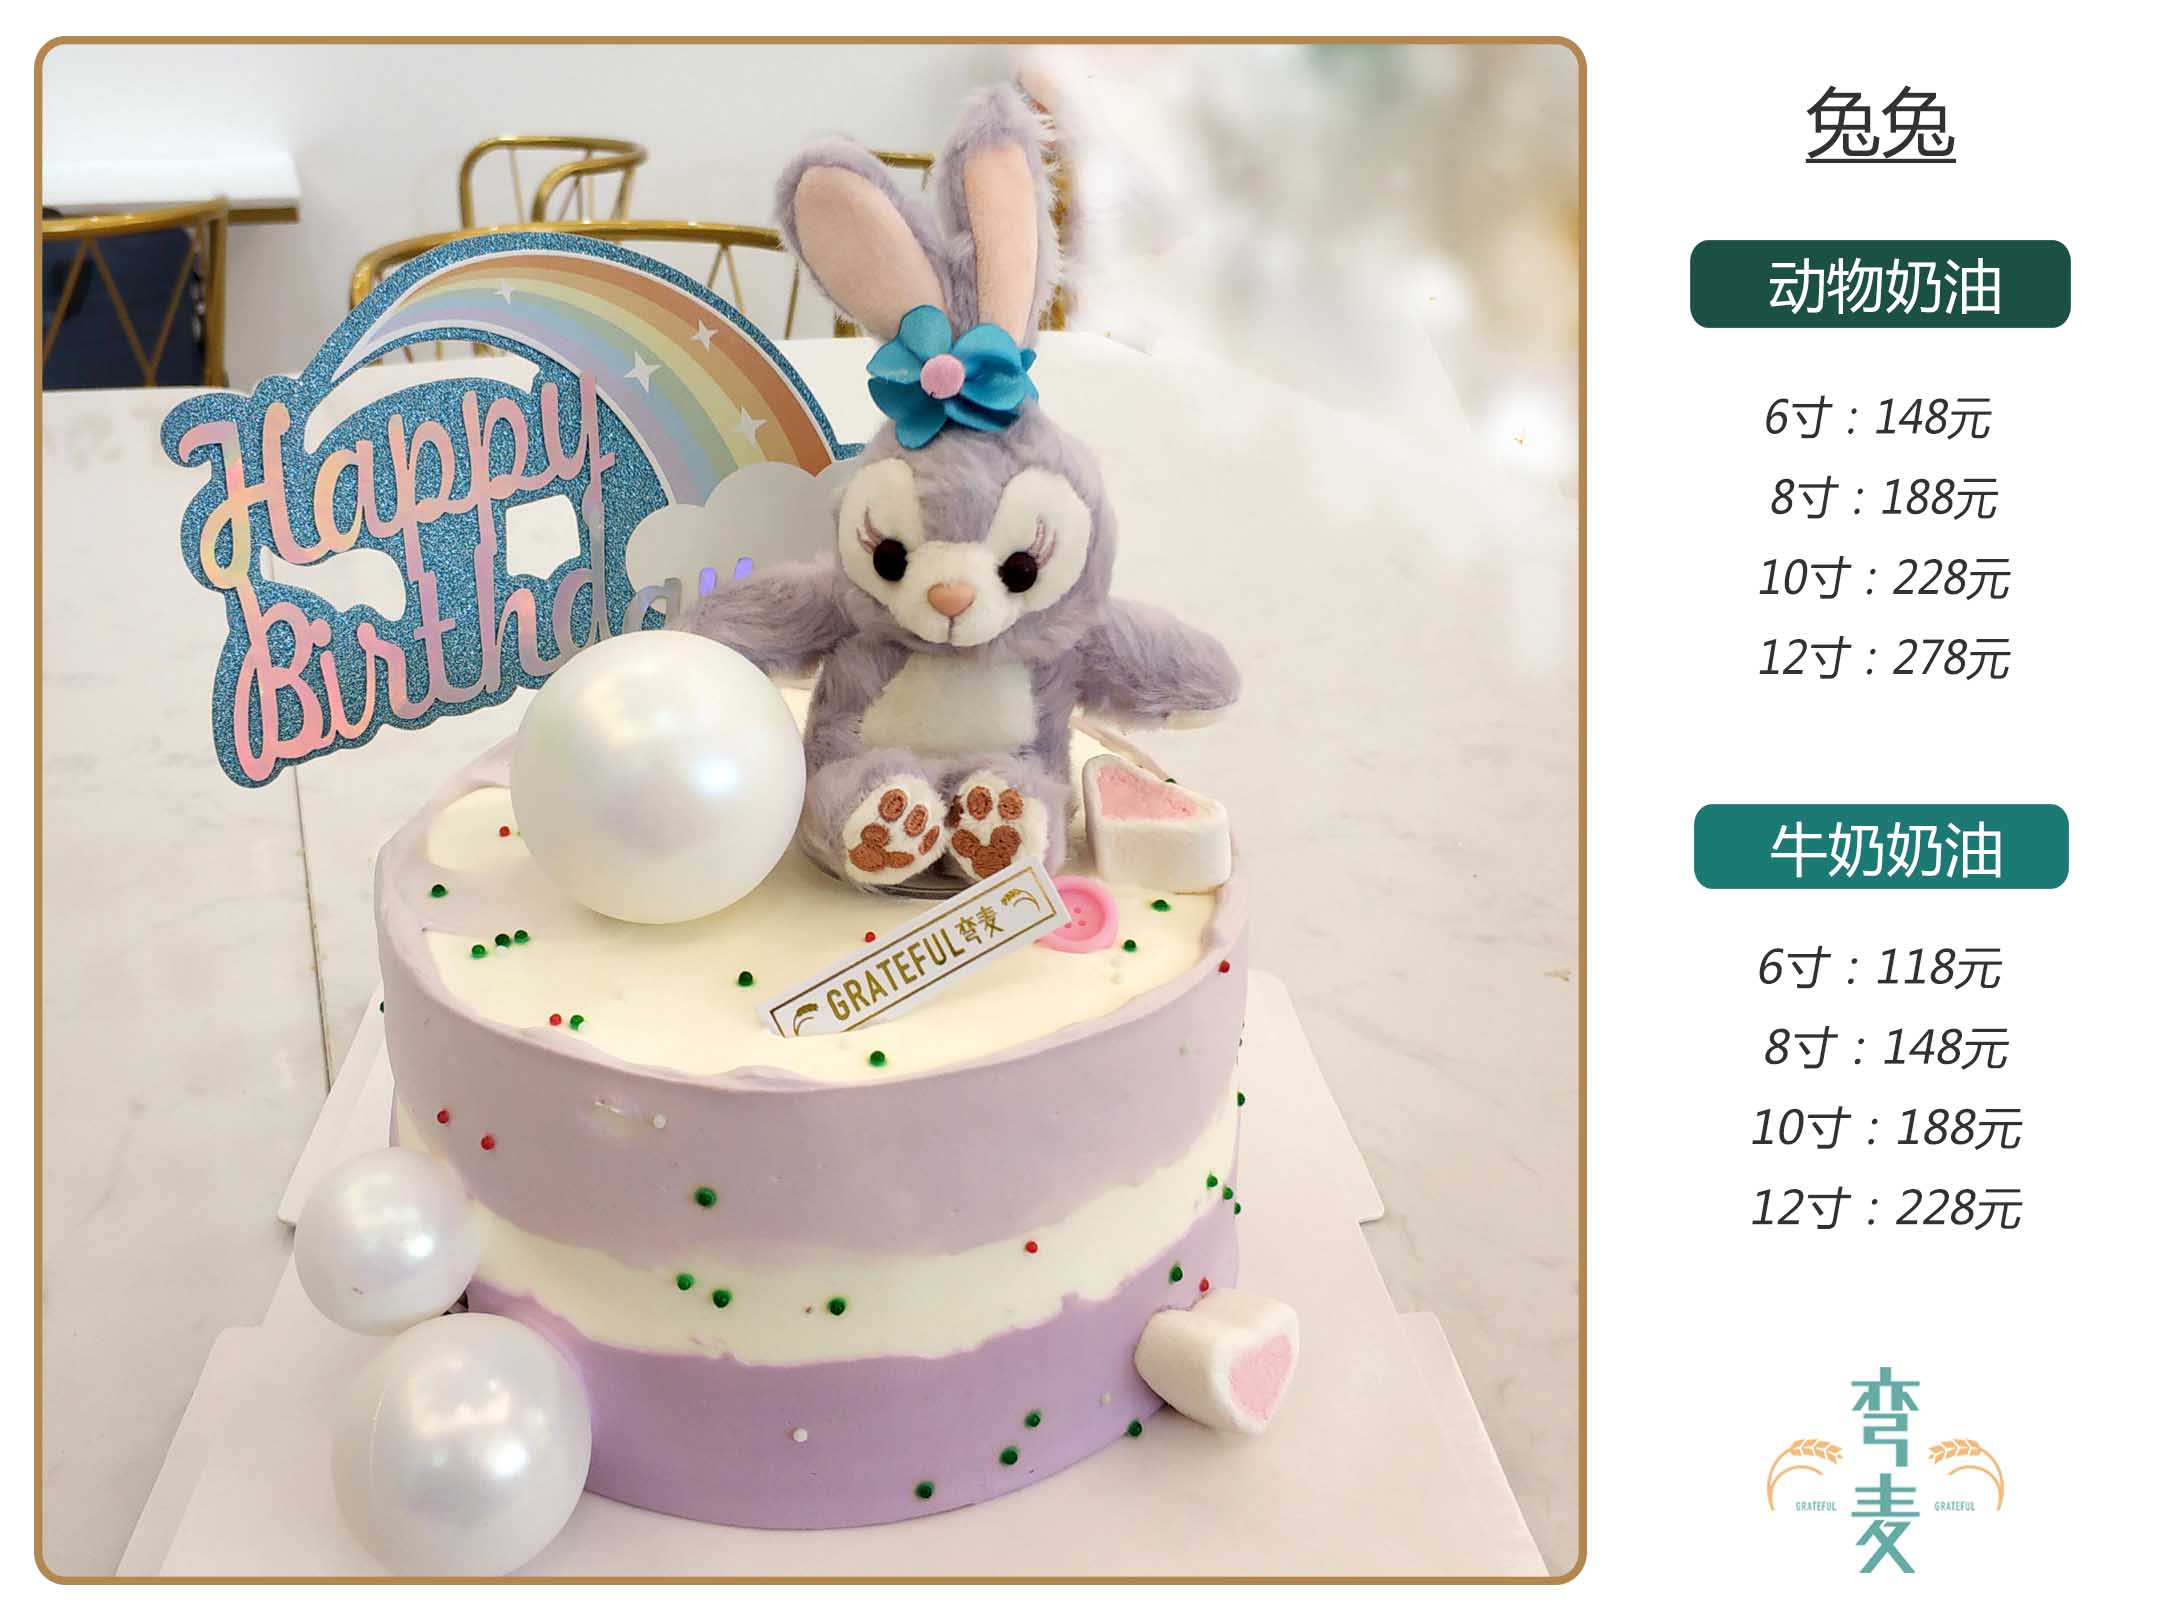 Happy
Birthday
GRATEFUL弯麦
兔兔
动物奶油
6寸：148元
8寸：188元
10寸：228元
12寸：278元
牛奶奶油
6寸：118元
8寸：148元
10寸：188元
12寸：228元
弯麦
GRATEFUL GRATEFUL